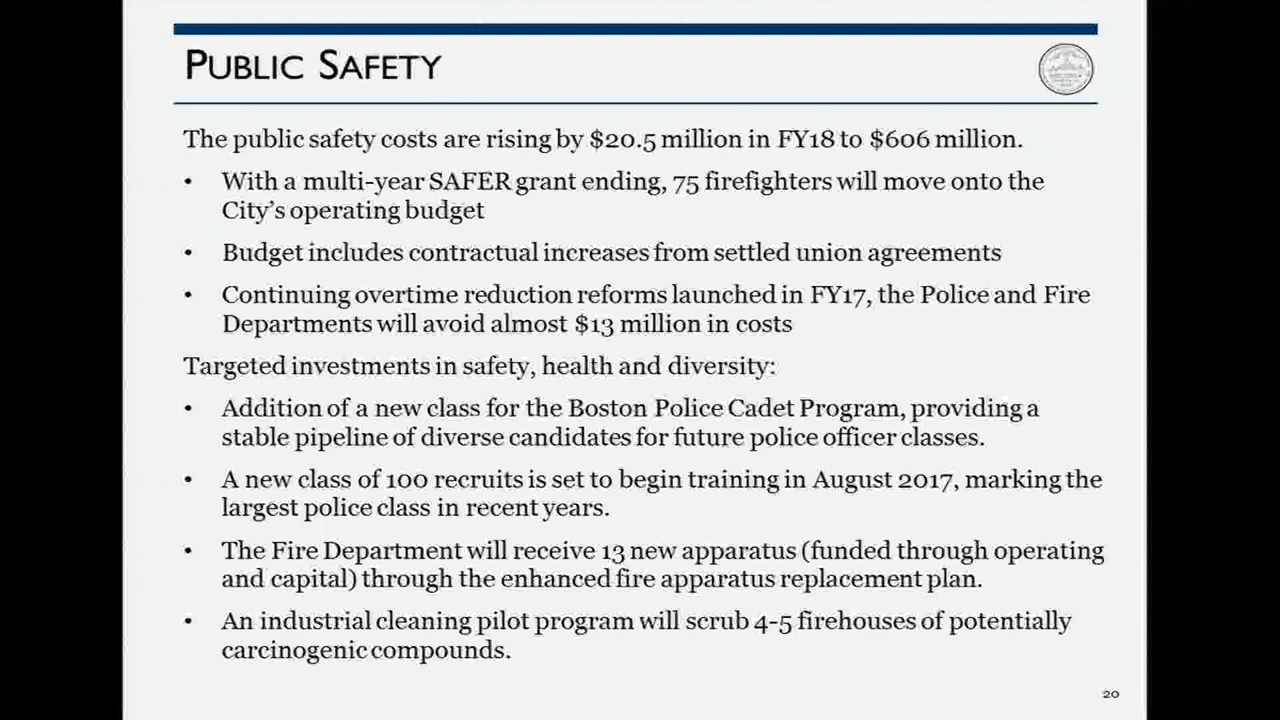 PUBLIC SAFETY
The public safety costs are rising by $20.5 million in FY18 to $606 million.
• With a multi-year SAFER grant ending, 75 firefighters will move onto the
City's operating budget
• Budget includes contractual increases from settled union agreements
• Continuing overtime reduction reforms launched in FY17, the Police and Fire
Departments will avoid almost $13 million in costs
Targeted investments in safety, health and diversity:
• Addition of a new class for the Boston Police Cadet Program, providing a
stable pipeline of diverse candidates for future police officer classes.
• A new class of 100 recruits is set to begin training in August 2017, marking the
largest police class in recent years.
• The Fire Department will receive 13 new apparatus (funded through operating
and capital) through the enhanced fire apparatus replacement plan.
• An industrial cleaning pilot program will scrub 4-5 firehouses of potentially
carcinogenic compounds.
20